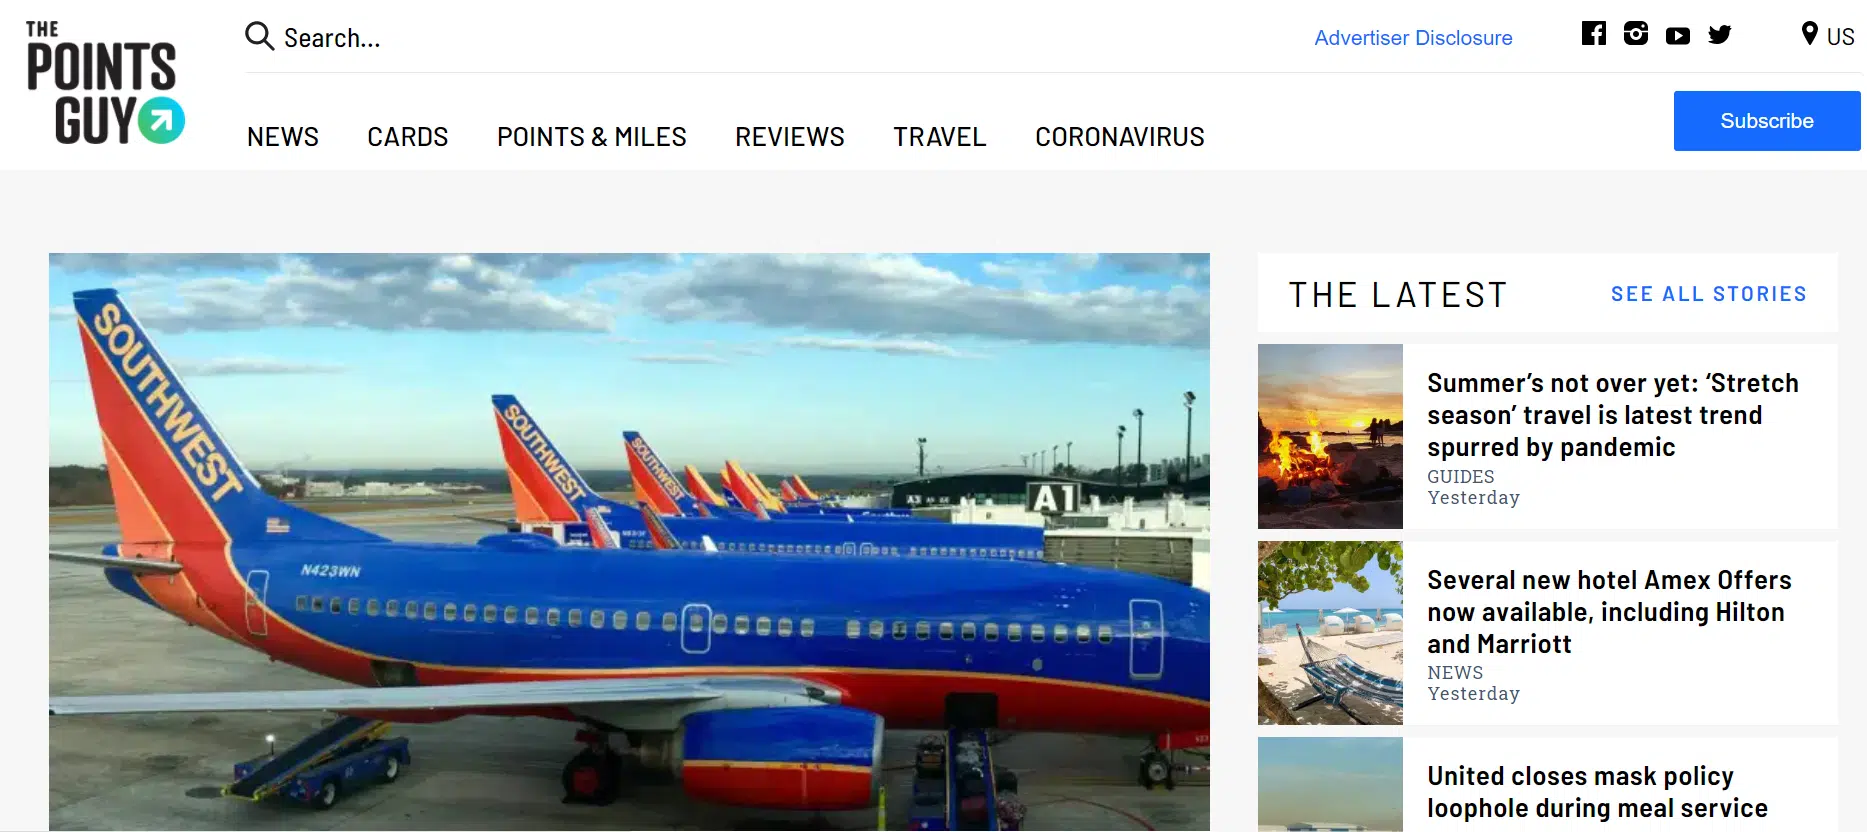 THE
POINTS
GUY
Search...
Advertiser Disclosure
US
NEWS CARDS POINTS & MILES REVIEWS TRAVEL CORONAVIRUS
Subscribe
SOUTHWEST
SOUTHWEST
SOUTHWEST
A1
A3
N423WN
THE LATEST
SEE ALL STORIES
Summer’s not over yet: ‘Stretch
season’ travel is latest trend
spurred by pandemic
GUIDES
Yesterday
Several new hotel Amex Offers
now available, including Hilton
and Marriott
NEWS
Yesterday
United closes mask policy
loophole during meal service